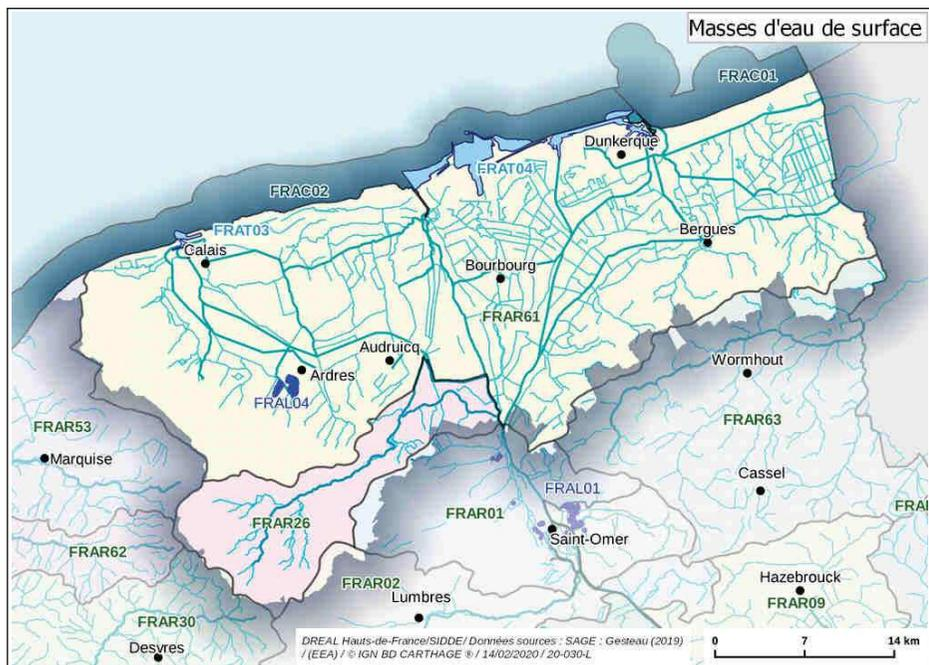 Masses d'eau de surface
FRAC01
Dunkerque
FRAT04
FRAC02
FRAT03
Calais
Bergues
Bourbourg
FRAR61
Audruicq
Wormhout
Ardres
FRAL04
FRAR53
FRAR63
Marquise
Cassel
FRAL01
FRAR26
FRAR01
Saint-Omer
FRAR62
FRAR02
Hazebrouck
Lumbres
FRAR09
FRAR30
Desvres
DREAL Hauts-de-France/SIDDE/ Données sources : SAGE : Gesteau (2019)
/ (EEA) / © IGN BD CARTHAGE ® / 14/02/2020 / 20-030-L
0 7 14 km